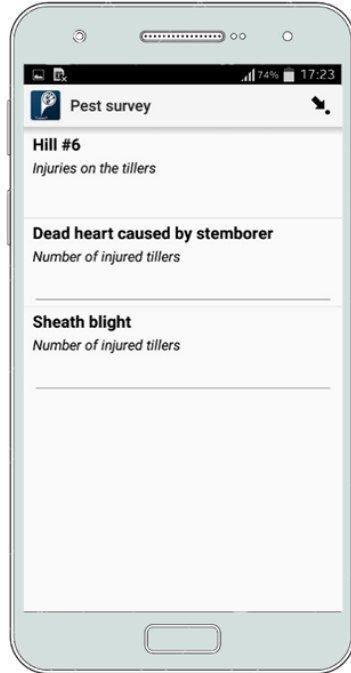 74% 17:23
Pest survey
Hill #6
Injuries on the tillers
Dead heart caused by stemborer
Number of injured tillers
Sheath blight
Number of injured tillers